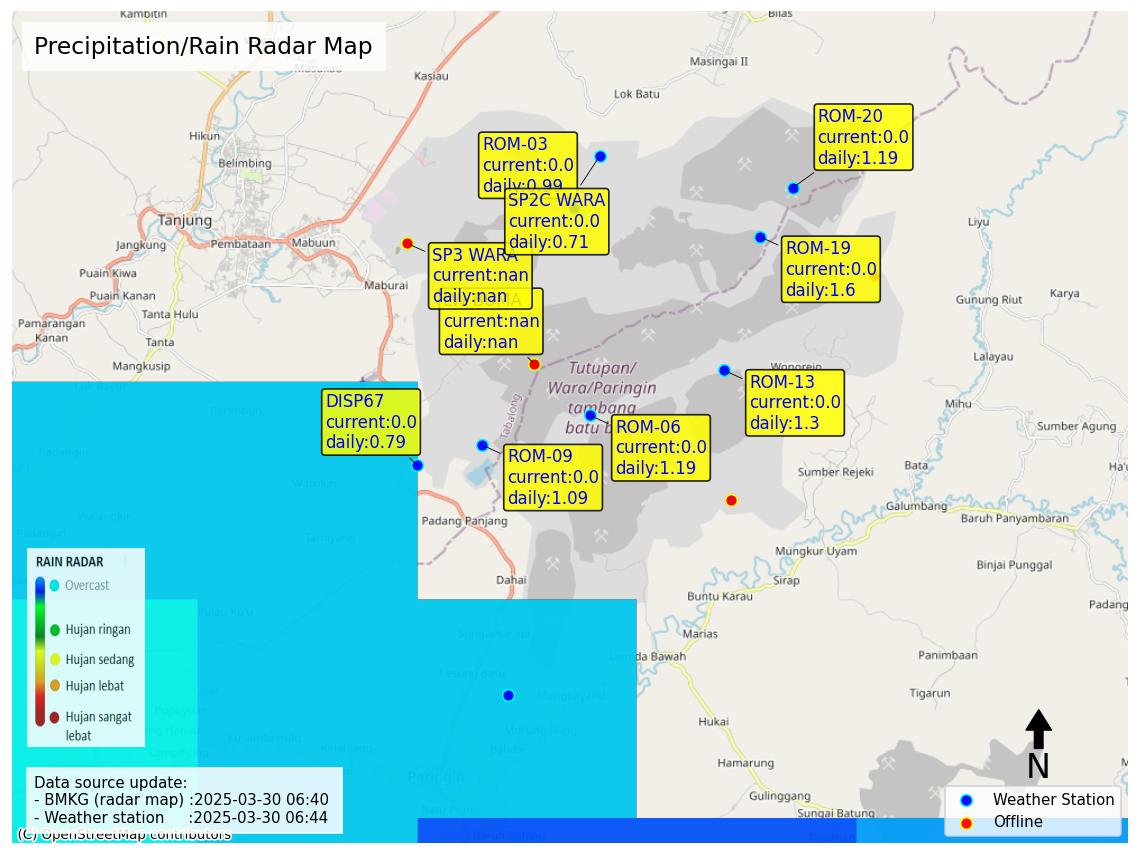 Precipitation/Rain Radar Map
Kambitin
Bilas
Masukau
Kasiau
Masingai II
Lok Batu
Hikun
Belimbing
Tanjung
Jangkung
Pembataan
Mabuun
Puain Kiwa
Maburai
Puain Kanan
Tanta Hulu
Pamarangan
Kanan
Tanta
Mangkusip
Liyu
Gunung Riut
Karya
Lalayau
Mihu
Sumber Agung
Wonorejo
Bata
Sumber Rejeki
Galumbang
Baruh Panyambaran
Mungkur Uyam
Binjai Punggal
Sirap
Buntu Karau
Padang
Marias
Panimbaan
Tigarun
Hukai
Hamarung
Gulinggang
Sungai Batung
Padang Panjang
Dahai
Tabalong
Tutupan/
Wara/Paringin
tambang
batu b
ROM-03
current:0.0
daily:0.99
SP2C WARA
current:0.0
daily:0.71
ROM-20
current:0.0
daily:1.19
ROM-19
current:0.0
daily:1.6
SP3 WARA
current:nan
daily:nan
current:nan
daily:nan
ROM-13
current:0.0
daily:1.3
DISP67
current:0.0
daily:0.79
ROM-06
current:0.0
daily:1.19
ROM-09
current:0.0
daily:1.09
Paringin
RAIN RADAR
Overcast
Hujan ringan
Hujan sedang
Hujan lebat
Hujan sangat
lebat
Data source update:
- BMKG (radar map) :2025-03-30 06:40
- Weather station :2025-03-30 06:44
(C) OpenStreetMap contributors
N
Weather Station
Offline